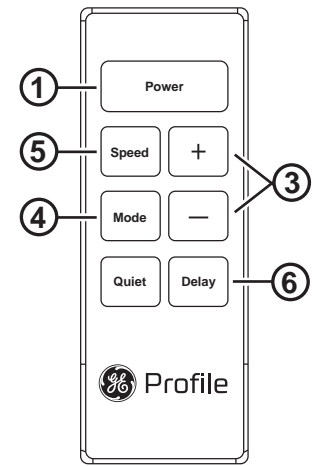 1 Power
5 Speed +
3
4 Mode —
Quiet Delay 6
GE Profile